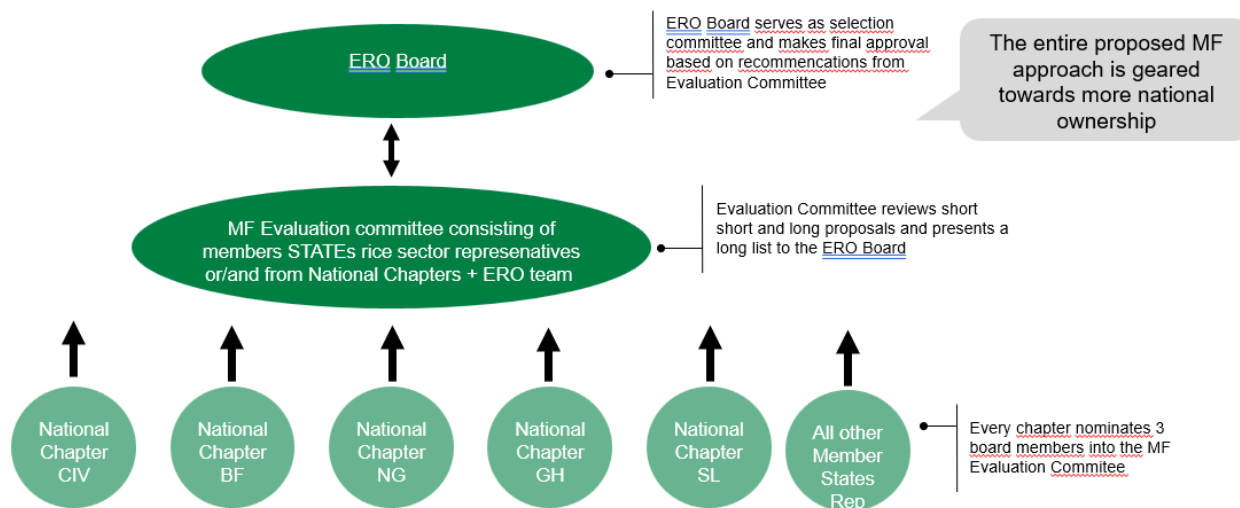 ERO Board
ERO Board serves as selection
committee and makes final approval
based on recommencations from
Evaluation Committee
The entire proposed MF
approach is geared
towards more national
ownership
MF Evaluation committee consisting of
members STATEs rice sector represenatives
or/and from National Chapters + ERO team
Evaluation Committee reviews short
short and long proposals and presents a
long list to the ERO Board
National
Chapter
CIV
National
Chapter
BF
National
Chapter
NG
National
Chapter
GH
National
Chapter
SL
All other
Member
States
Rep
Every chapter nominates 3
board members into the MF
Evaluation Commitee